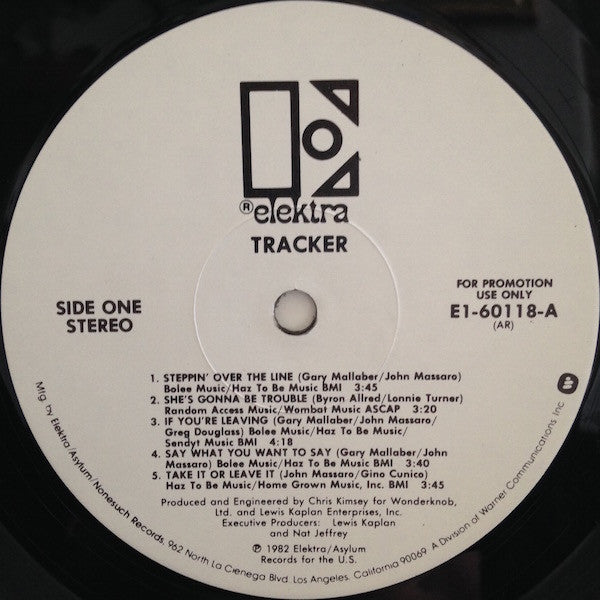 ® elektra
TRACKER
SIDE ONE
STEREO
FOR PROMOTION
USE ONLY
E1-60118-A
(AR)
1. STEPPIN' OVER THE LINE (Gary Mallaber/John Massaro)
Bolee Music/Haz To Be Music BMI 3:45
2. SHE'S GONNA BE TROUBLE (Byron Allred/Lonnie Turner)
Random Access Music/Wombat Music ASCAP 3:20
3. IF YOU'RE LEAVING (Gary Mallaber/John Massaro/
Greg Douglass) Bolee Music/Haz To Be Music/
Sendy! Music BMI 4:18
4. SAY WHAT YOU WANT TO SAY (Gary Mallaber/John
Massaro) Bolee Music/Haz To Be Music BMI 3:40
5. TAKE IT OR LEAVE IT (John Massaro/Gino Cunico)
Haz To Be Music/Home Grown Music, Inc. BMI 3:45
Produced and Engineered by Chris Kimsey for Wonderknob,
Ltd. and Lewis Kaplan Enterprises, Inc.
Executive Producers: Lewis Kaplan
and Nat Jeffrey
℗ 1982 Elektra/Asylum
Records for the U.S.
Mfg. by Elektra/Asylum/Nonesuch Records, 962 North La Cienega Blvd. Los Angeles, California 90069. A Division of Warner Communications Inc.